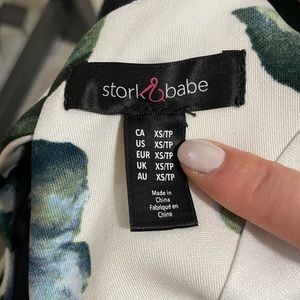 stork&babe
CA XS/TP
US XS/TP
EUR XS/TP
UK XS/TP
AU XS/TP
Made in
China
Fabriqué en
Chine